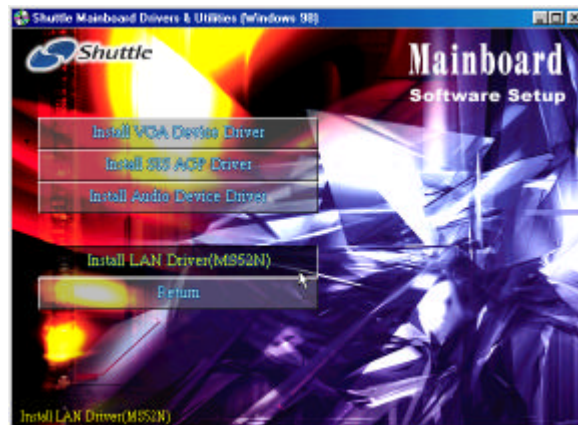 Shuttle Mainboard Drivers & Utilities (Windows 98)
Shuttle
Mainboard
Software Setup
Install VGA Device Driver
Install SIS AGP Driver
Install Audio Device Driver
Install LAN Driver(MS52N)
Return
Install LAN Driver(MS52N)